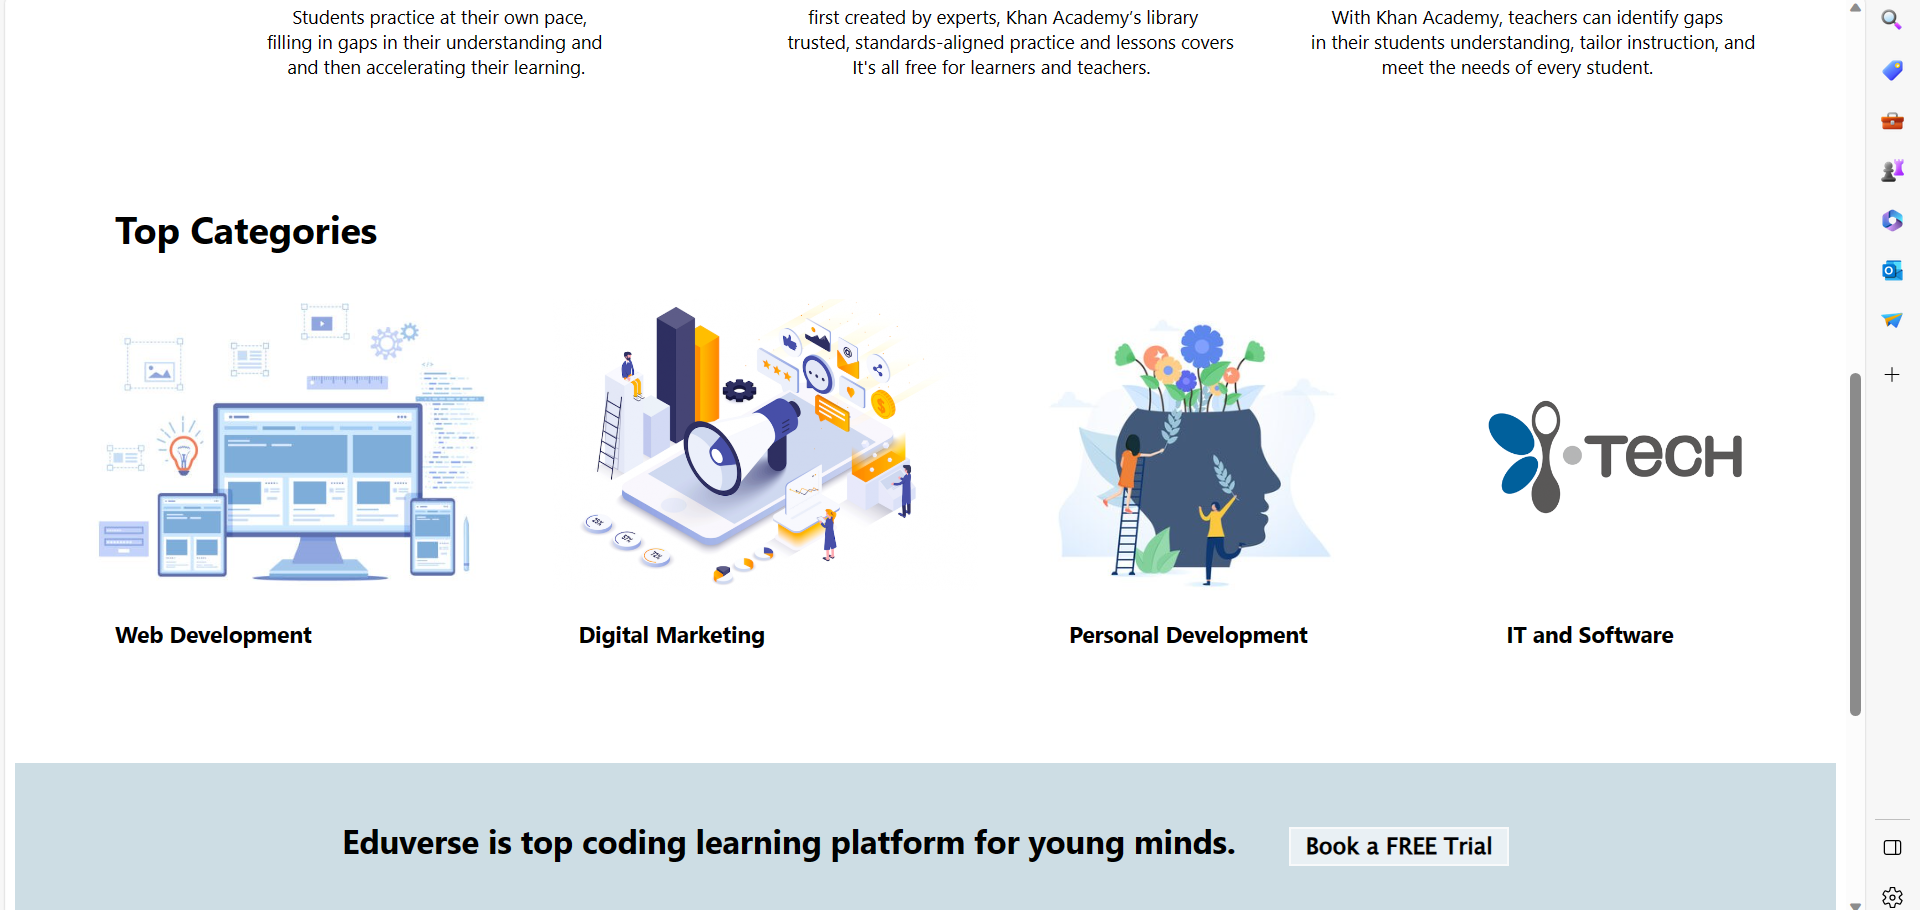 Students practice at their own pace,
filling in gaps in their understanding and
and then accelerating their learning.
first created by experts, Khan Academy’s library
trusted, standards-aligned practice and lessons covers
It's all free for learners and teachers.
With Khan Academy, teachers can identify gaps
in their students understanding, tailor instruction, and
meet the needs of every student.
Top Categories
TECH
Web Development
Digital Marketing
Personal Development
IT and Software
Eduverse is top coding learning platform for young minds.
Book a FREE Trial